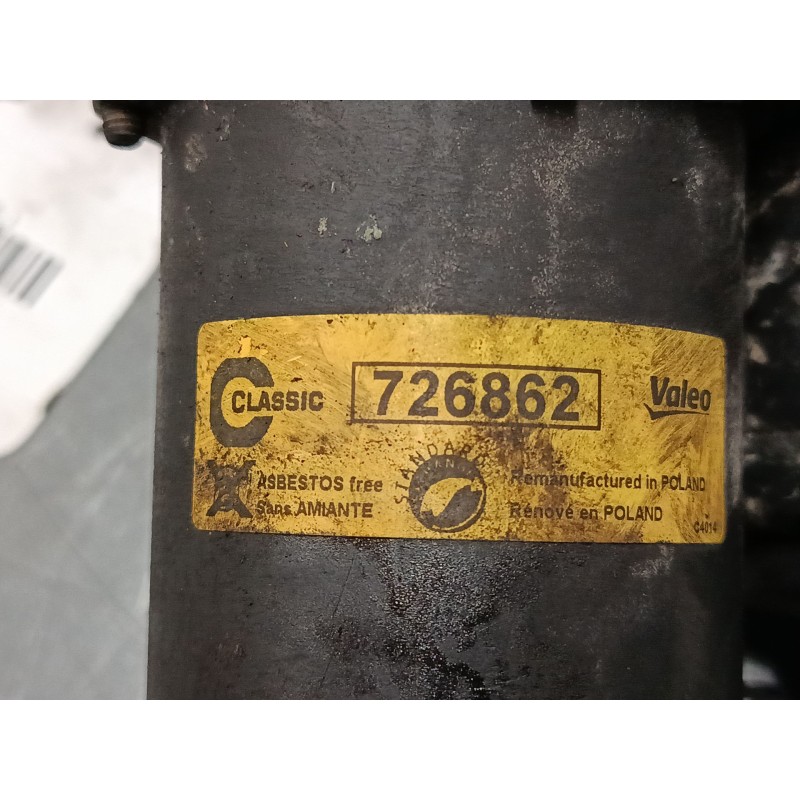 C CLASSIC
726862
Valeo
ASBESTOS free
Sans AMIANTE
STANDARD
Remanufactured in POLAND
Rénové en POLAND
C4014